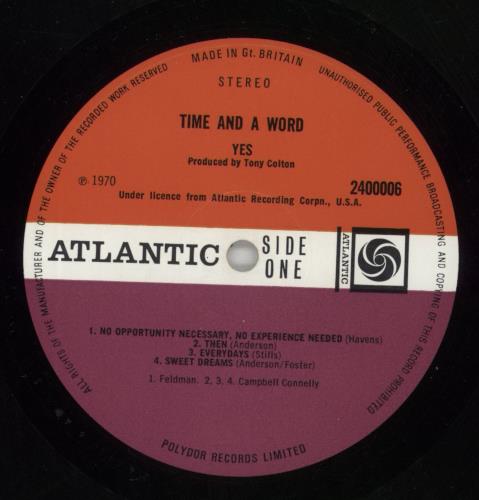 MADE IN Gt. BRITAIN
ALL RIGHTS OF THE MANUFACTURER AND OF THE OWNER OF THE RECORDED WORK RESERVED
UNAUTHORISED PUBLIC PERFORMANCE BROADCASTING AND COPYING OF THIS RECORD PROHIBITED
STEREO
TIME AND A WORD
YES
Produced by Tony Colton
℗ 1970
2400006
Under licence from Atlantic Recording Corpn., U.S.A.
ATLANTIC
SIDE
ONE
ATLANTIC
1. NO OPPORTUNITY NECESSARY, NO EXPERIENCE NEEDED (Havens)
2. THEN (Anderson)
3. EVERYDAYS (Stills)
4. SWEET DREAMS (Anderson/Foster)
1. Feldman. 2, 3, 4. Campbell Connelly
POLYDOR RECORDS LIMITED